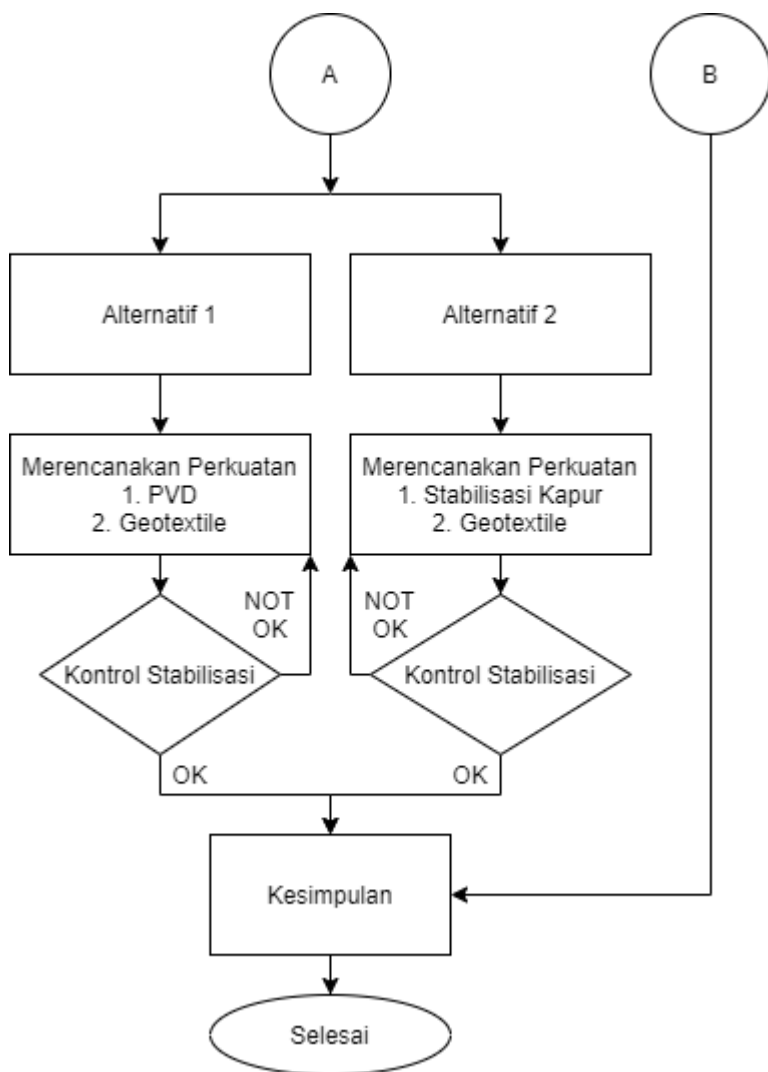 A
B
Alternatif 1
Alternatif 2
Merencanakan Perkuatan
1. PVD
2. Geotextile
Merencanakan Perkuatan
1. Stabilisasi Kapur
2. Geotextile
NOT
OK
NOT
OK
Kontrol Stabilisasi
Kontrol Stabilisasi
OK
OK
Kesimpulan
Selesai